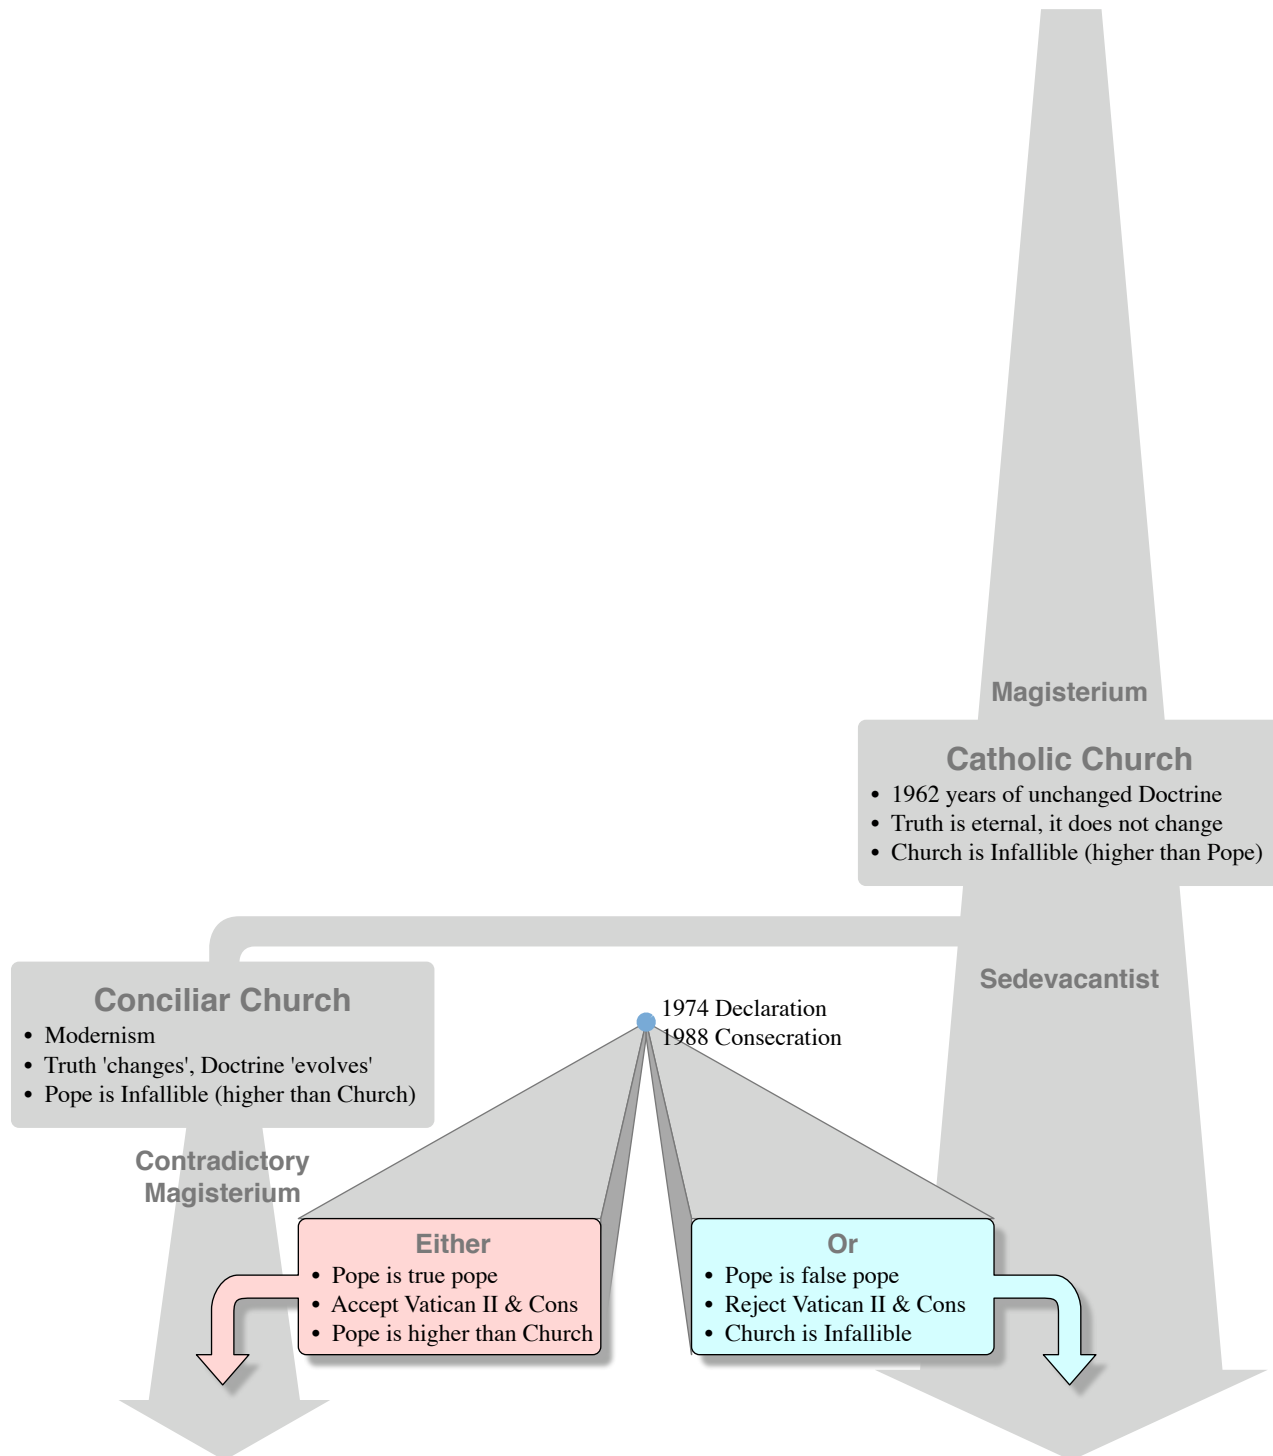 Magisterium
Catholic Church
• 1962 years of unchanged Doctrine
• Truth is eternal, it does not change
• Church is Infallible (higher than Pope)
Sedevacantist
Conciliar Church
• Modernism
• Truth 'changes', Doctrine 'evolves'
• Pope is Infallible (higher than Church)
1974 Declaration
1988 Consecration
Contradictory
Magisterium
Either
• Pope is true pope
• Accept Vatican II & Cons
• Pope is higher than Church
Or
• Pope is false pope
• Reject Vatican II & Cons
• Church is Infallible